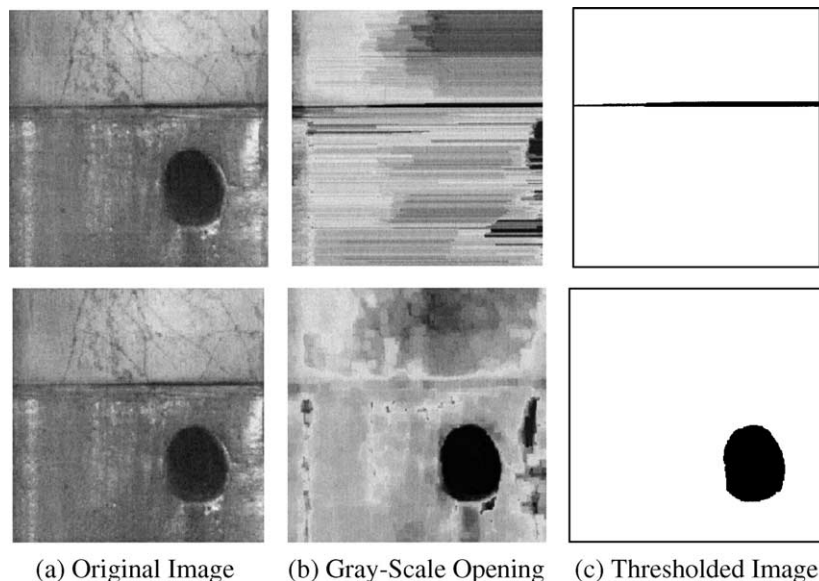 (a) Original Image
(b) Gray-Scale Opening
(c) Thresholded Image